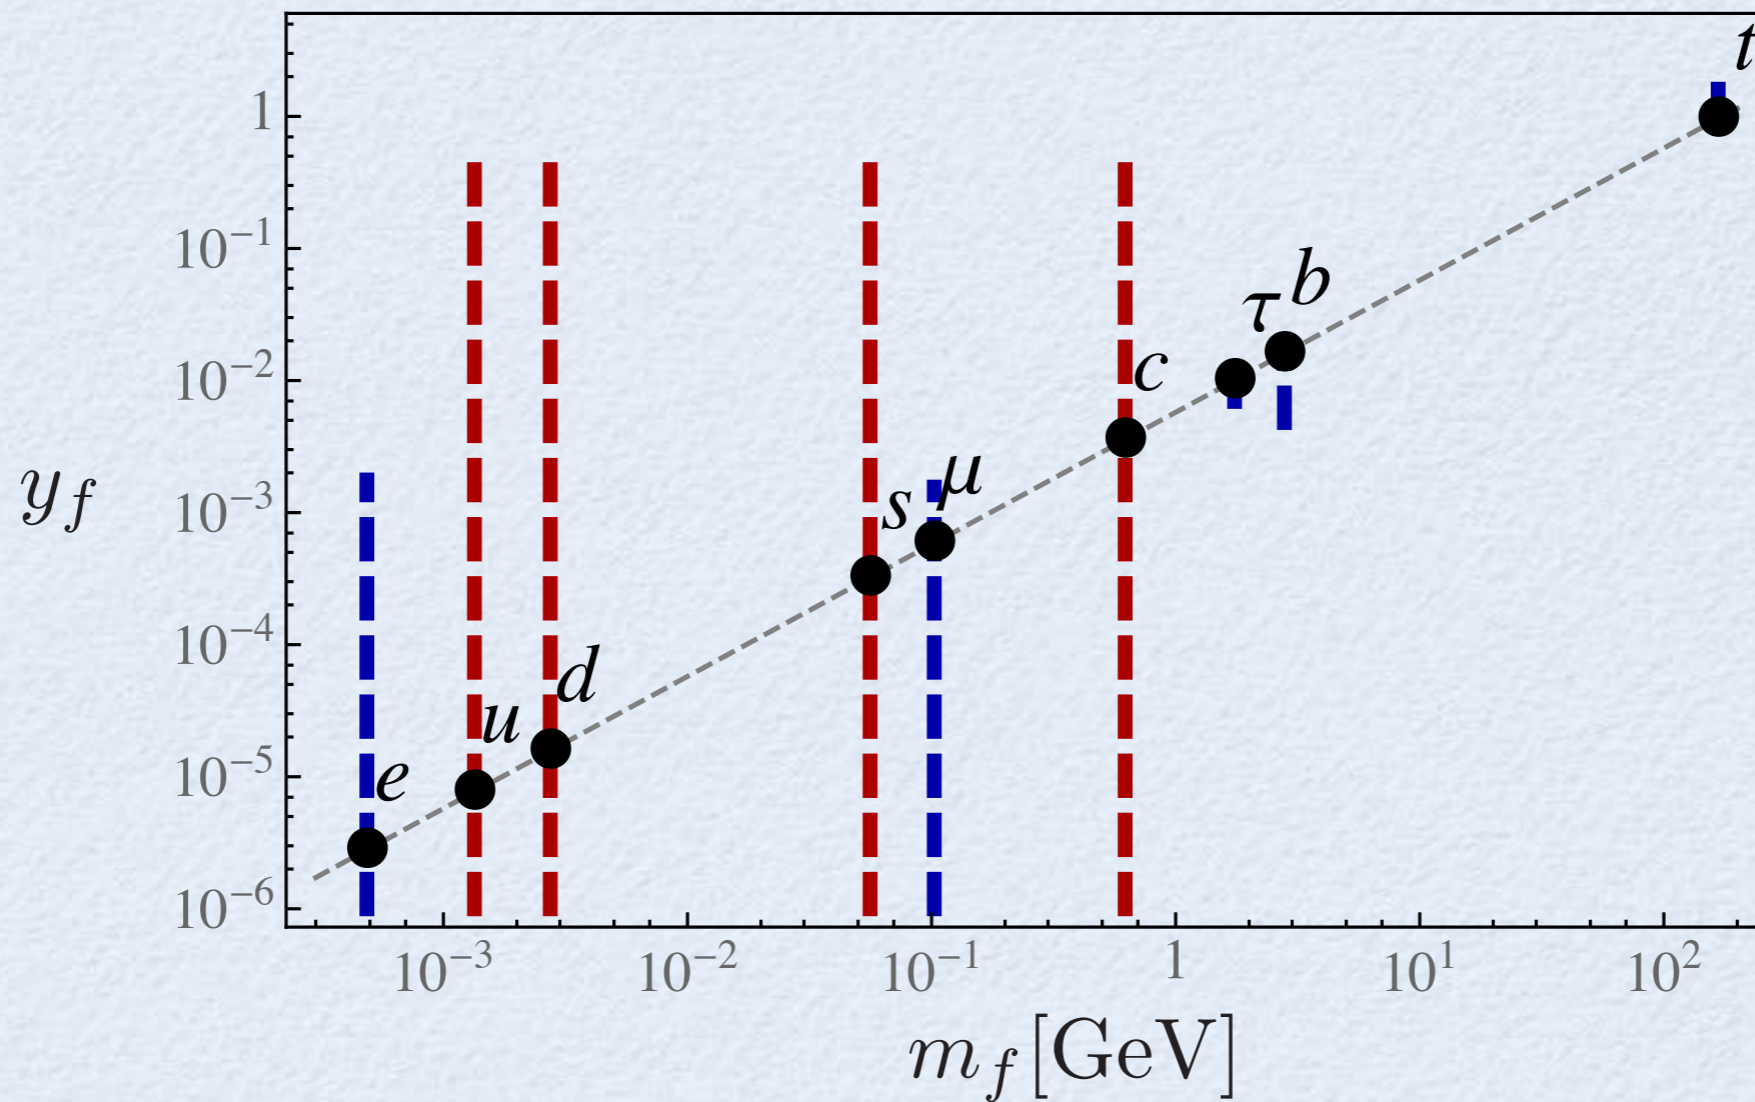 t
1
10⁻¹
b
τ
10⁻²
c
y_f
μ
s
10⁻³
10⁻⁴
d
u
10⁻⁵
e
10⁻⁶
10⁻³ 10⁻² 10⁻¹ 1 10¹ 10²
m_f [GeV]